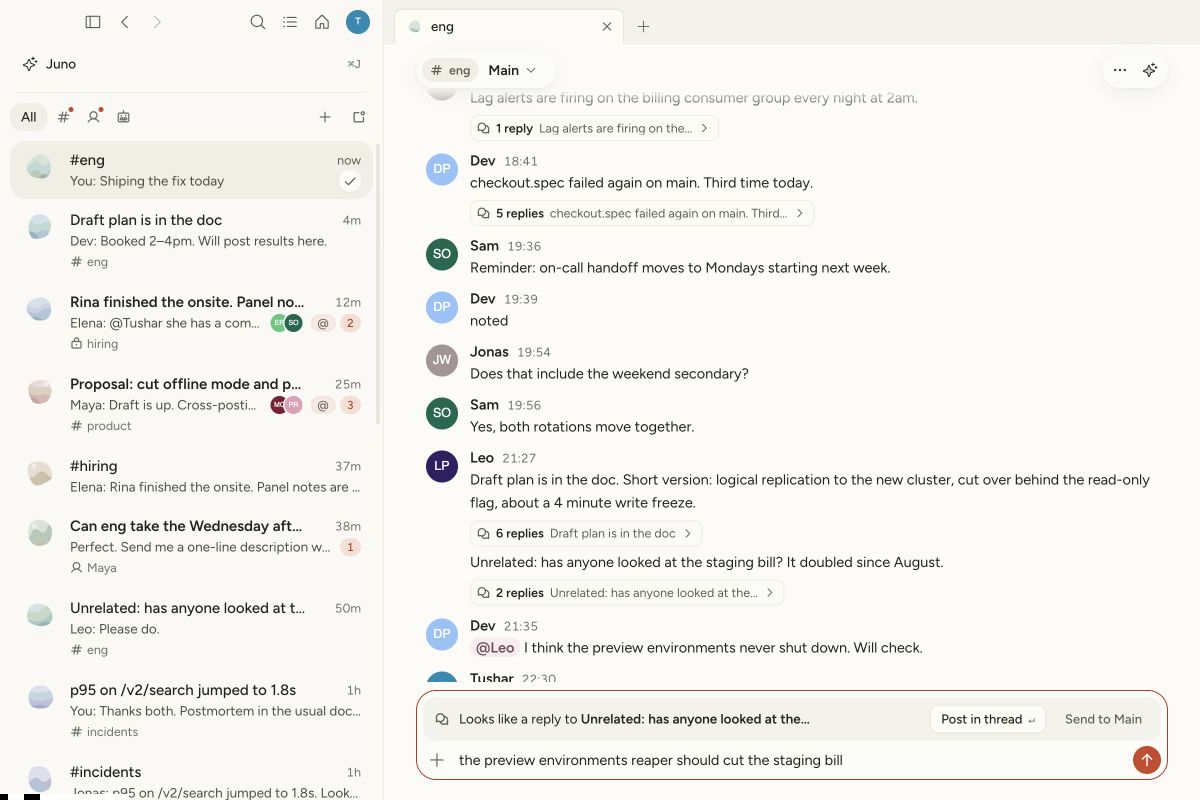 T
Juno
⌘J
All
#eng
now
You: Shiping the fix today
Draft plan is in the doc
4m
Dev: Booked 2–4pm. Will post results here.
# eng
Rina finished the onsite. Panel no...
12m
Elena: @Tushar she has a com...
SO
@
2
hiring
Proposal: cut offline mode and p...
25m
Maya: Draft is up. Cross-posti...
PR
@
3
# product
#hiring
37m
Elena: Rina finished the onsite. Panel notes are ...
Can eng take the Wednesday aft...
38m
Perfect. Send me a one-line description w...
1
Maya
Unrelated: has anyone looked at t...
50m
Leo: Please do.
# eng
p95 on /v2/search jumped to 1.8s
1h
You: Thanks both. Postmortem in the usual doc...
# incidents
#incidents
1h
Jonas: p95 on /v2/search jumped to 1.8s. Look...
eng
# eng
Main
Lag alerts are firing on the billing consumer group every night at 2am.
1 reply Lag alerts are firing on the...
DP
Dev 18:41
checkout.spec failed again on main. Third time today.
5 replies checkout.spec failed again on main. Third...
SO
Sam 19:36
Reminder: on-call handoff moves to Mondays starting next week.
DP
Dev 19:39
noted
JW
Jonas 19:54
Does that include the weekend secondary?
SO
Sam 19:56
Yes, both rotations move together.
LP
Leo 21:27
Draft plan is in the doc. Short version: logical replication to the new cluster, cut over behind the read-only
flag, about a 4 minute write freeze.
6 replies Draft plan is in the doc
Unrelated: has anyone looked at the staging bill? It doubled since August.
2 replies Unrelated: has anyone looked at the...
DP
Dev 21:35
@Leo I think the preview environments never shut down. Will check.
Tushar 22:30
Looks like a reply to Unrelated: has anyone looked at the...
Post in thread ↵
Send to Main
the preview environments reaper should cut the staging bill